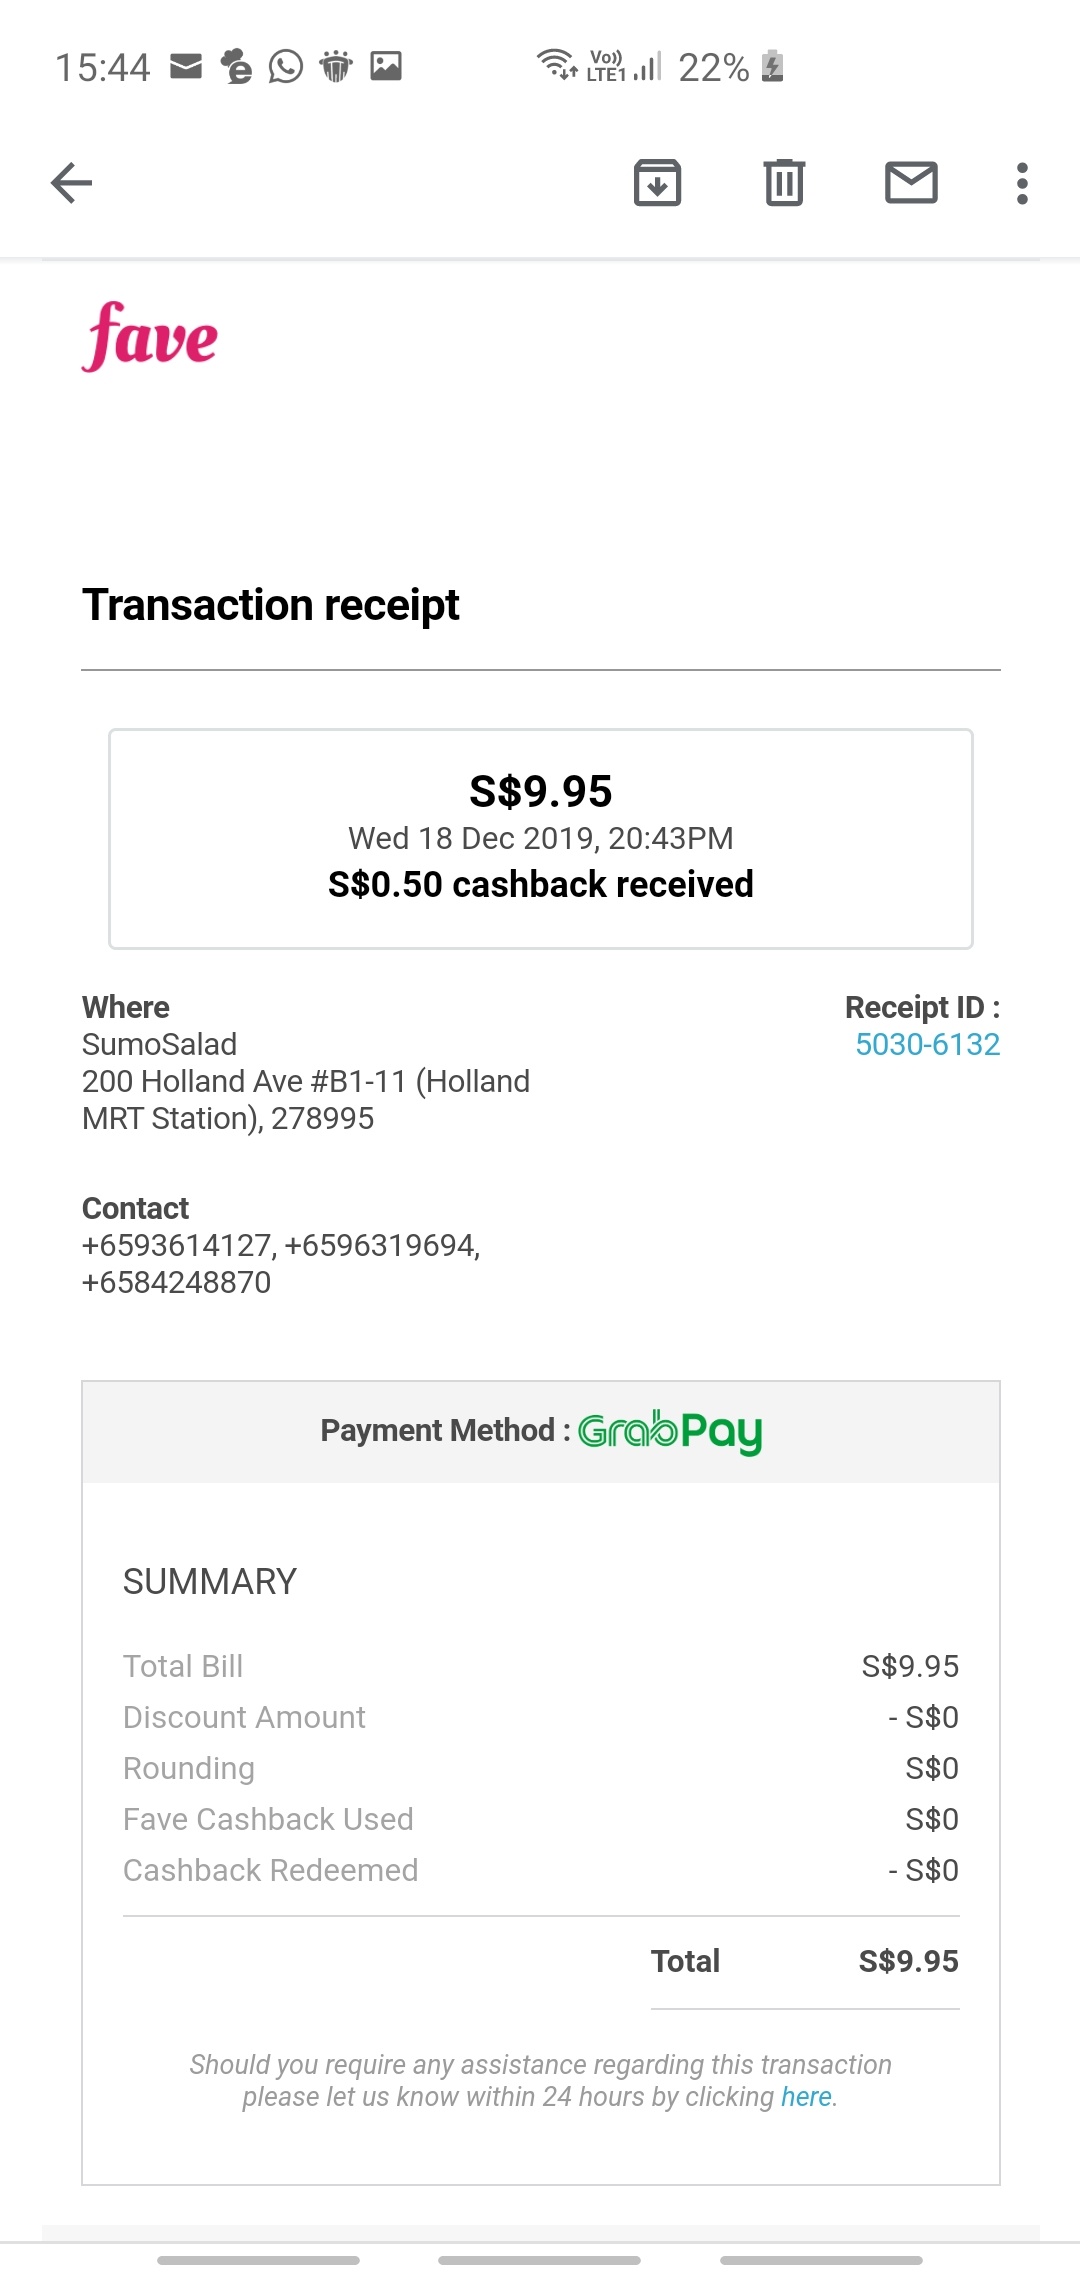 15:44
Vo))
LTE1
22%
fave
Transaction receipt
S$9.95
Wed 18 Dec 2019, 20:43PM
S$0.50 cashback received
Where
Receipt ID :
SumoSalad
5030-6132
200 Holland Ave #B1-11 (Holland
MRT Station), 278995
Contact
+6593614127, +6596319694,
+6584248870
Payment Method : GrabPay
SUMMARY
Total Bill S$9.95
Discount Amount - S$0
Rounding S$0
Fave Cashback Used S$0
Cashback Redeemed - S$0
Total S$9.95
Should you require any assistance regarding this transaction
please let us know within 24 hours by clicking here.